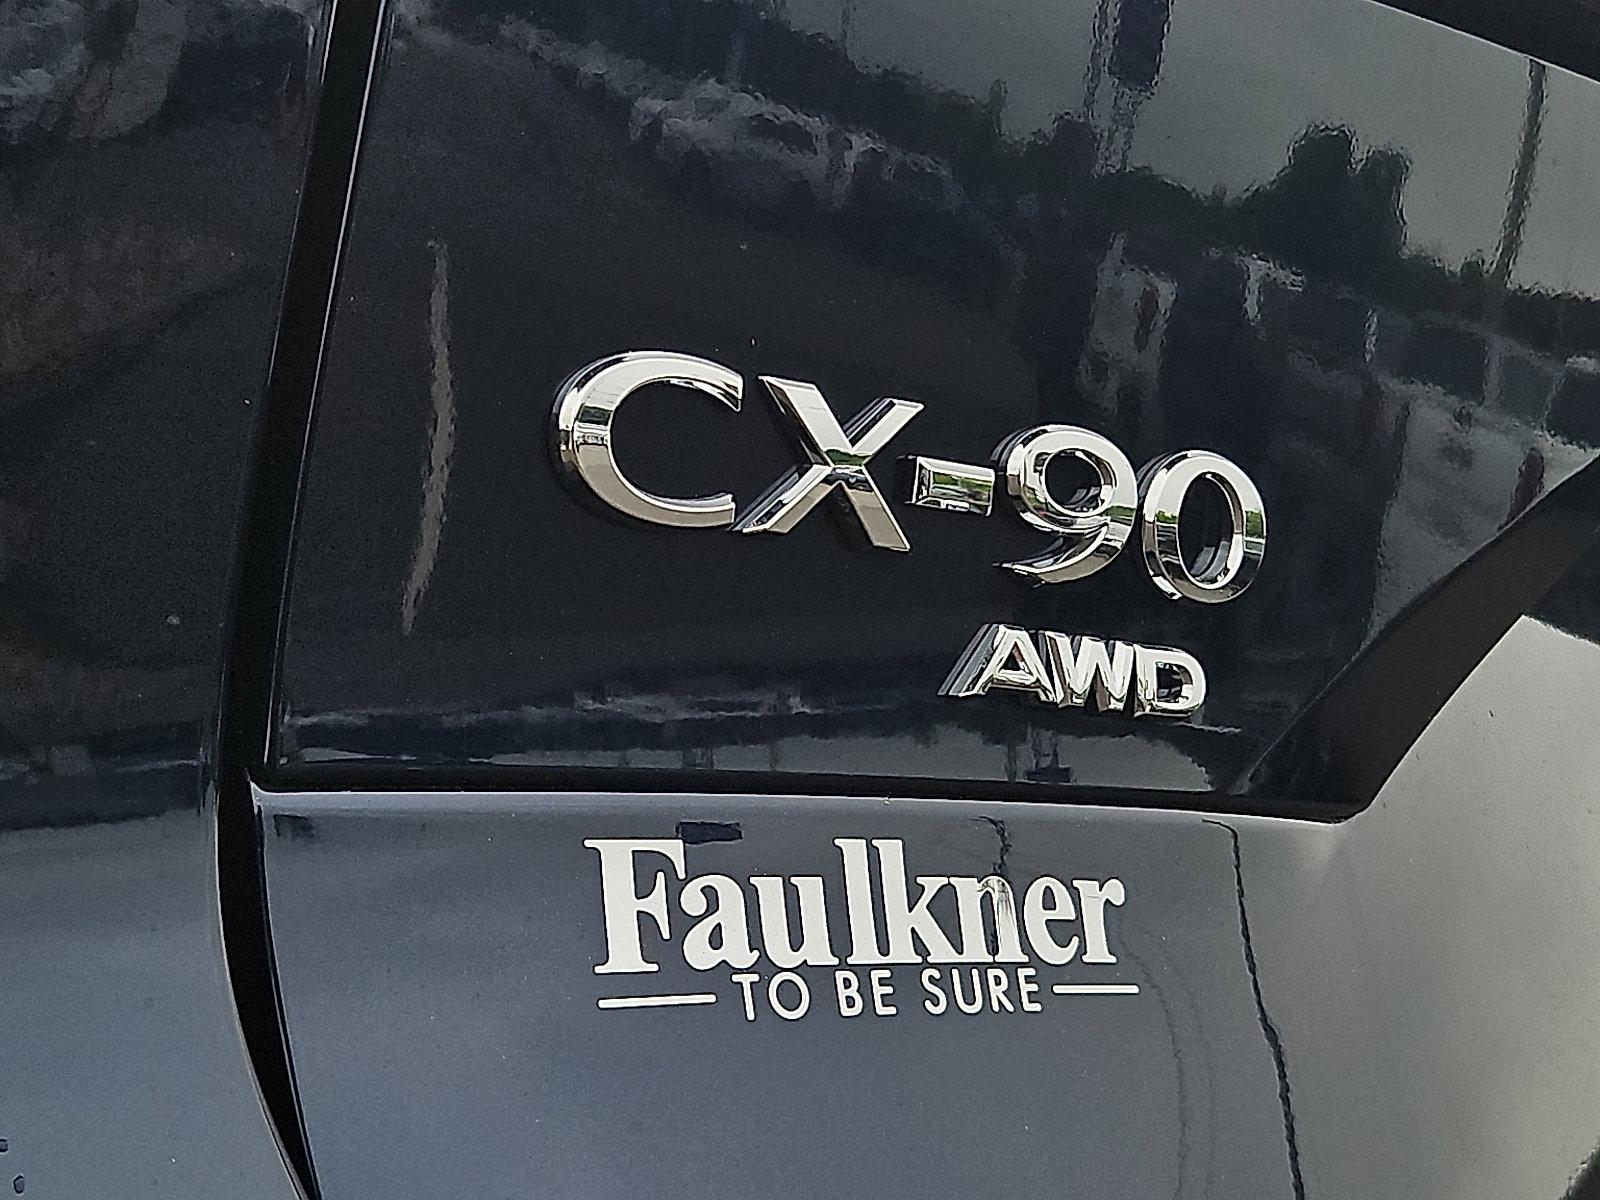 CX-90
AWD
Faulkner
TO BE SURE